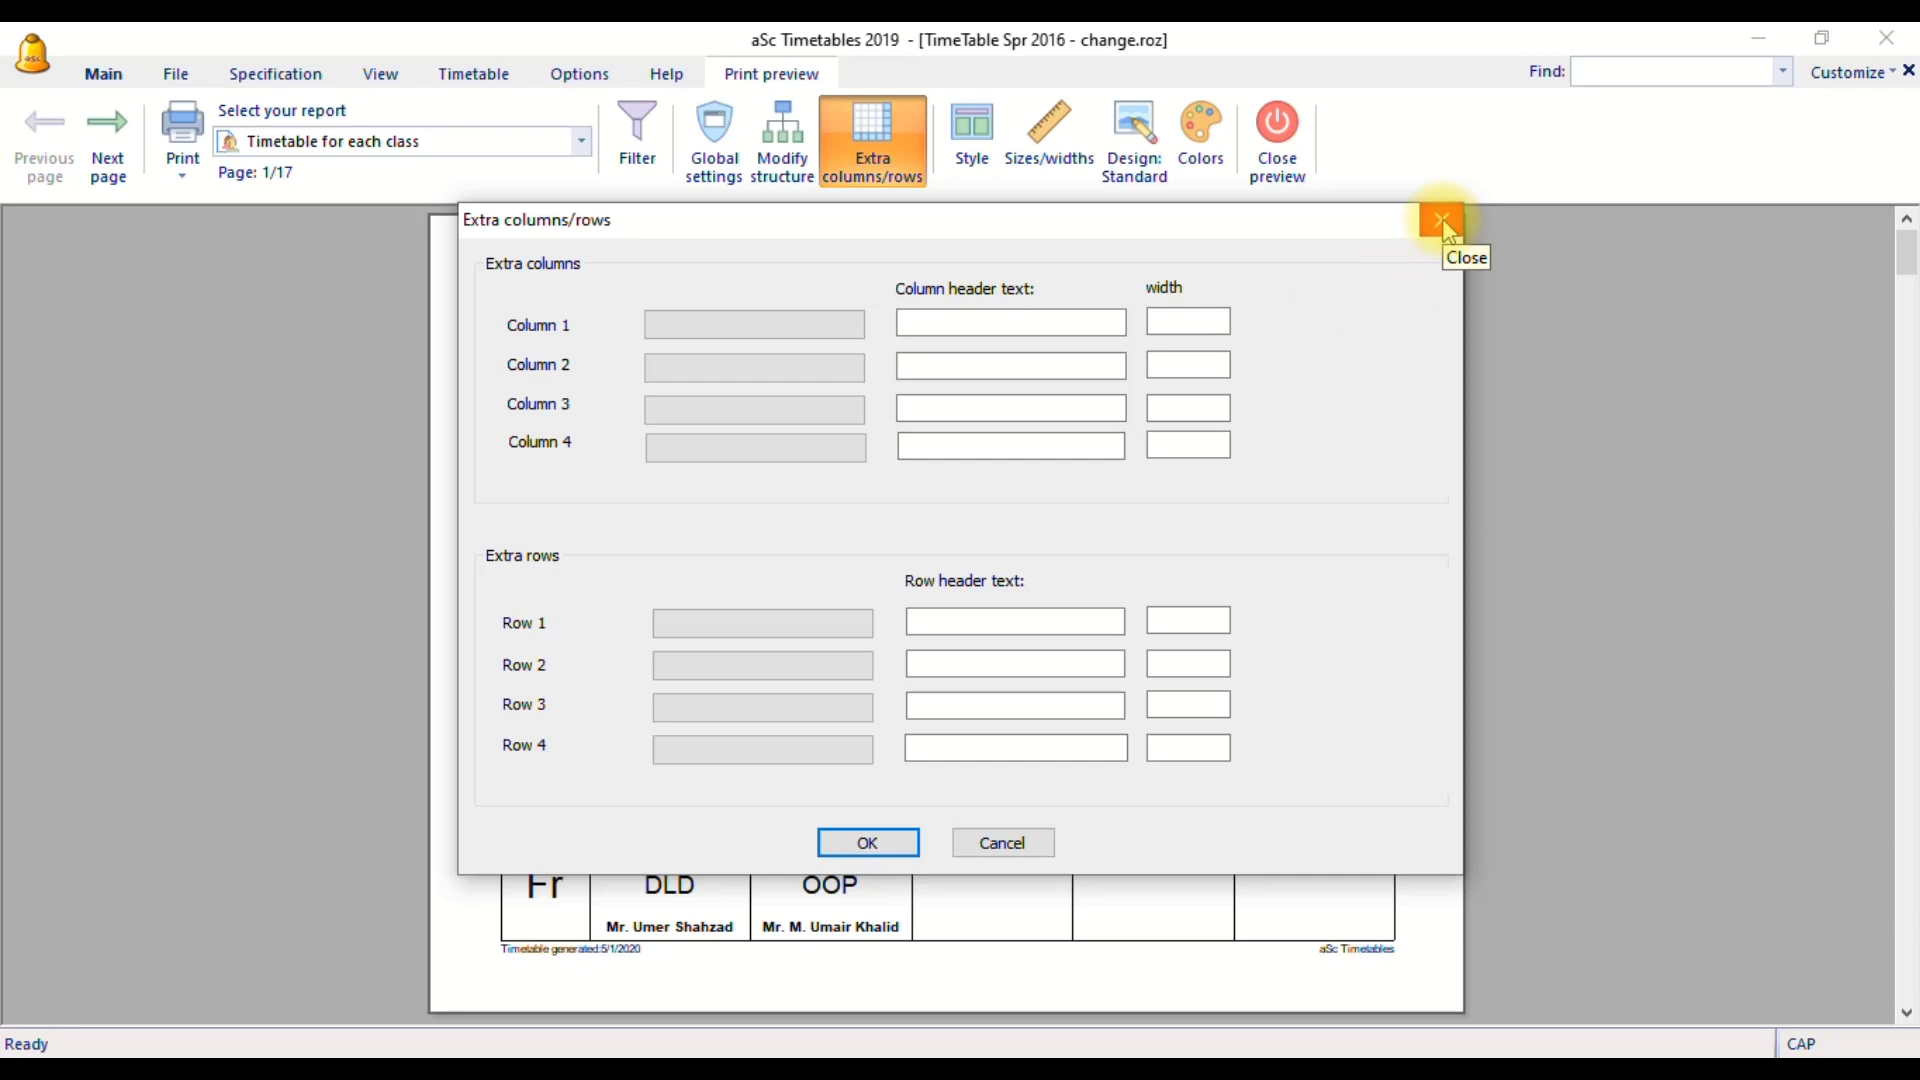 aSc Timetables 2019 - [TimeTable Spr 2016 - change.roz]
asc
Main File Specification View Timetable Options Help Print preview Find: Customize
Previous page
Next page
Print
Select your report
Timetable for each class
Page: 1/17
Filter
Global settings
Modify structure
Extra columns/rows
Style
Sizes/widths
Design: Standard
Colors
Close preview
Extra columns/rows
Close
Extra columns
Column header text: width
Column 1
Column 2
Column 3
Column 4
Extra rows
Row header text:
Row 1
Row 2
Row 3
Row 4
OK Cancel
Fr DLD OOP
Mr. Umer Shahzad Mr. M. Umair Khalid
Timetable generated:5/1/2020 aSc Timetables
Ready CAP